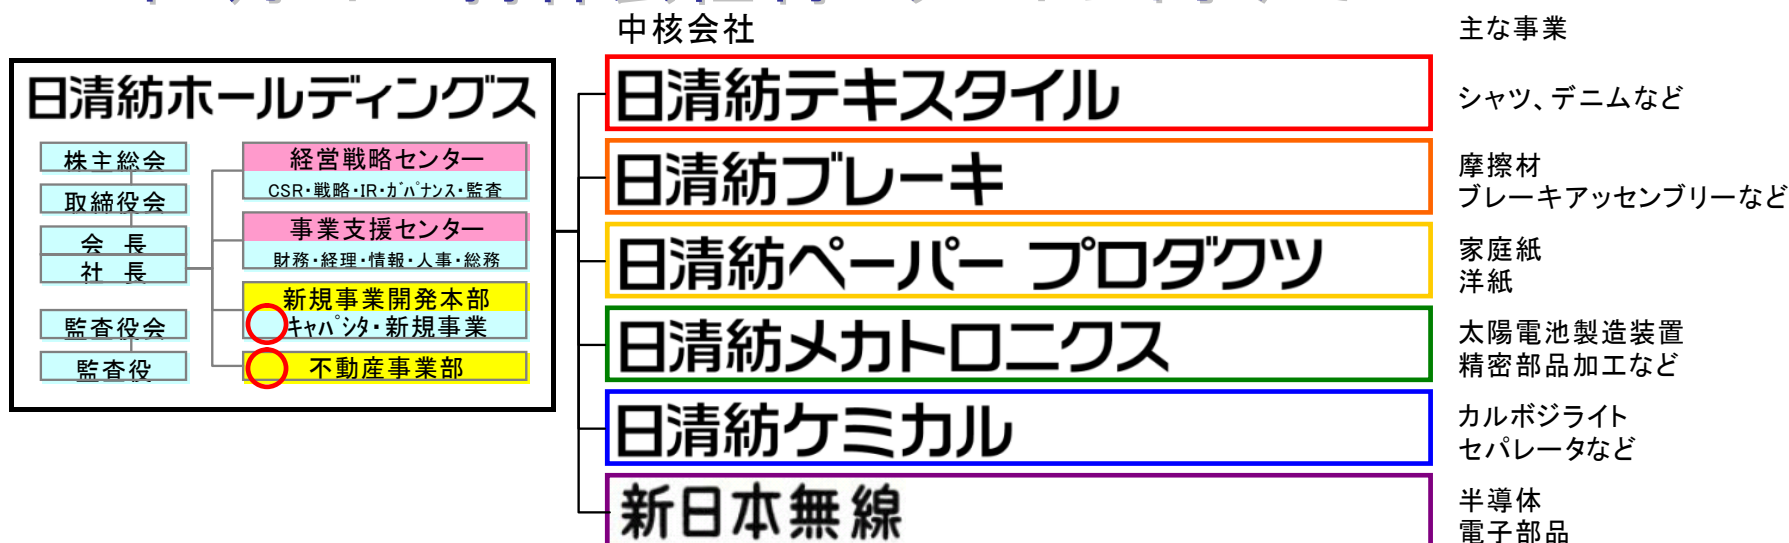 中核会社
主な事業
日清紡ホールディングス
株主総会
取締役会
会 長
社 長
監査役会
監査役
経営戦略センター
CSR・戦略・IR・ガバナンス・監査
事業支援センター
財務・経理・情報・人事・総務
新規事業開発本部
キャパシタ・新規事業
不動産事業部
日清紡テキスタイル
シャツ、デニムなど
日清紡ブレーキ
摩擦材
ブレーキアッセンブリーなど
日清紡ペーパー プロダクツ
家庭紙
洋紙
日清紡メカトロニクス
太陽電池製造装置
精密部品加工など
日清紡ケミカル
カルボジライト
セパレータなど
新日本無線
半導体
電子部品